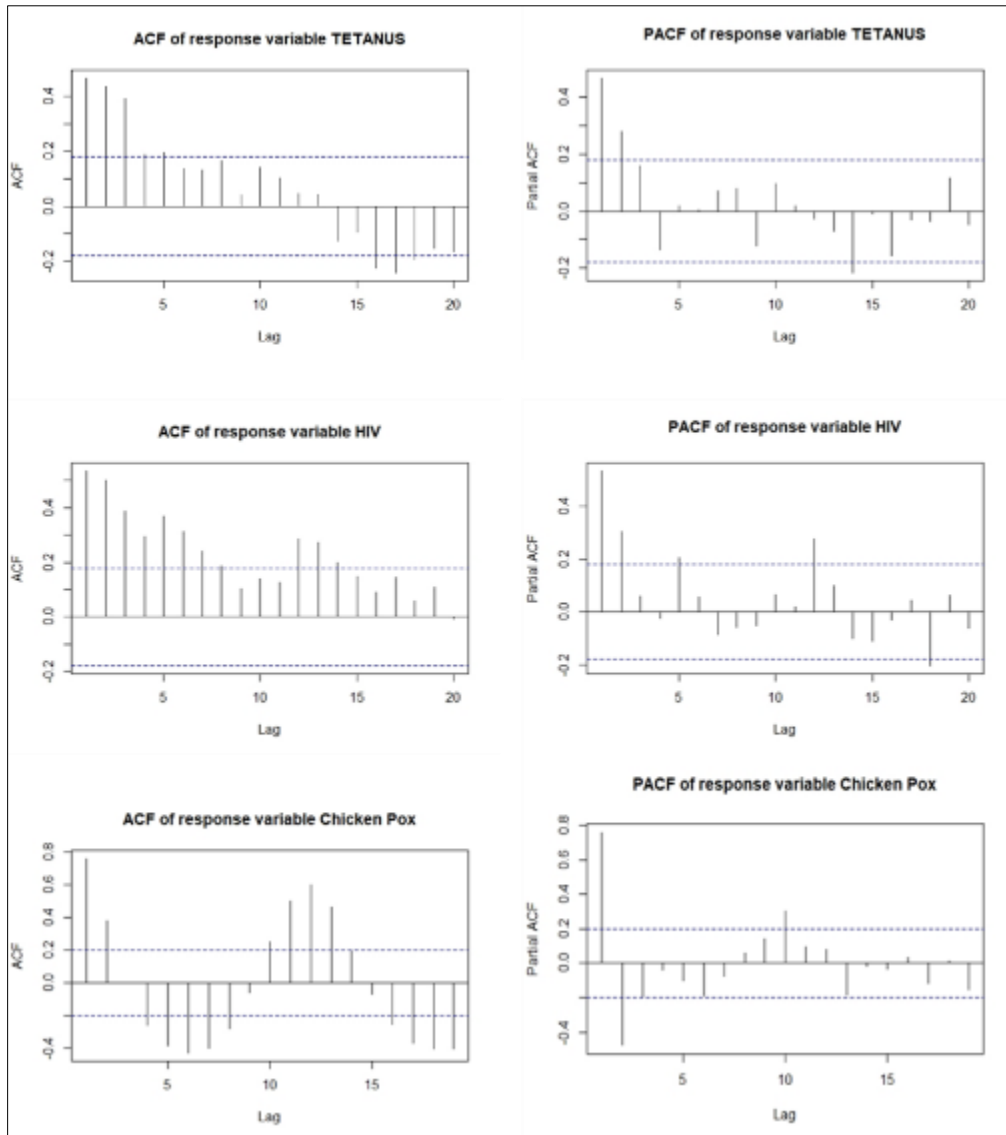 ACF of response variable TETANUS
ACF
0.4
0.2
0.0
-0.2
5
10
15
20
Lag
PACF of response variable TETANUS
Partial ACF
0.4
0.2
0.0
-0.2
5
10
15
20
Lag
ACF of response variable HIV
ACF
0.4
0.2
0.0
-0.2
5
10
15
20
Lag
PACF of response variable HIV
Partial ACF
0.4
0.2
0.0
-0.2
5
10
15
20
Lag
ACF of response variable Chicken Pox
ACF
0.8
0.6
0.4
0.2
0.0
-0.4
5
10
15
Lag
PACF of response variable Chicken Pox
Partial ACF
0.8
0.6
0.4
0.2
0.0
-0.4
5
10
15
Lag